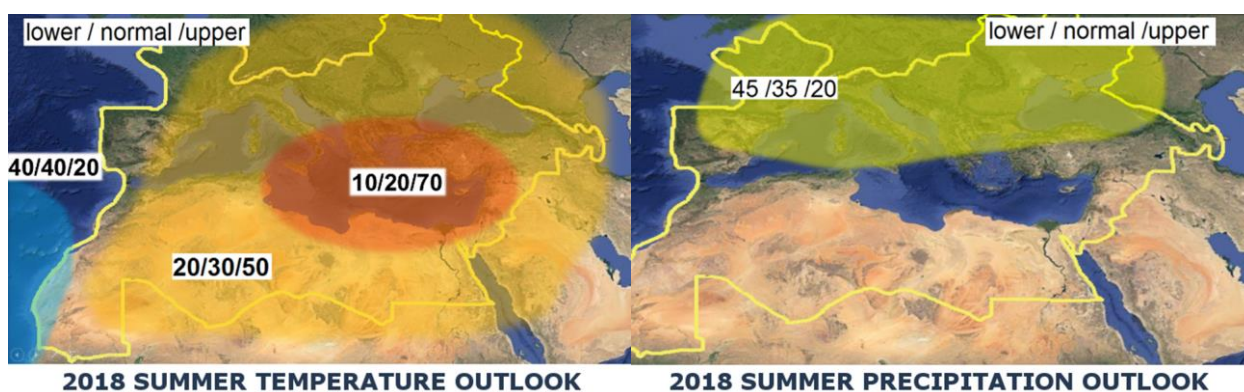 lower / normal /upper
40/40/20
10/20/70
20/30/50
2018 SUMMER TEMPERATURE OUTLOOK
lower / normal /upper
45 /35 /20
2018 SUMMER PRECIPITATION OUTLOOK